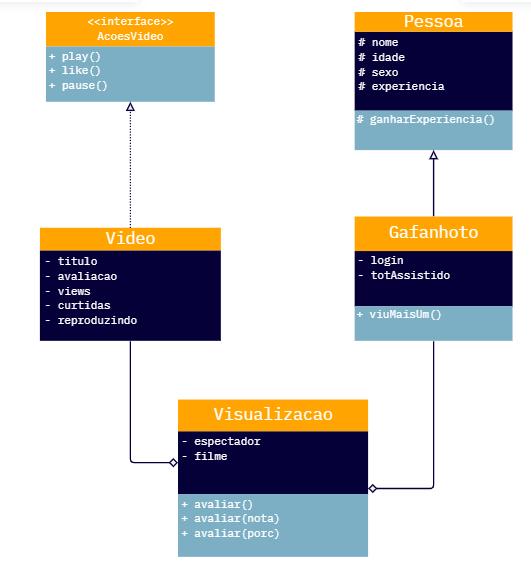 <<interface>>
AcoesVideo
+ play()
+ like()
+ pause()
Pessoa
# nome
# idade
# sexo
# experiencia
# ganharExperiencia()
Video
- titulo
- avaliacao
- views
- curtidas
- reproduzindo
Gafanhoto
- login
- totAssistido
+ viuMaisUm()
Visualizacao
- espectador
- filme
+ avaliar()
+ avaliar(nota)
+ avaliar(porc)